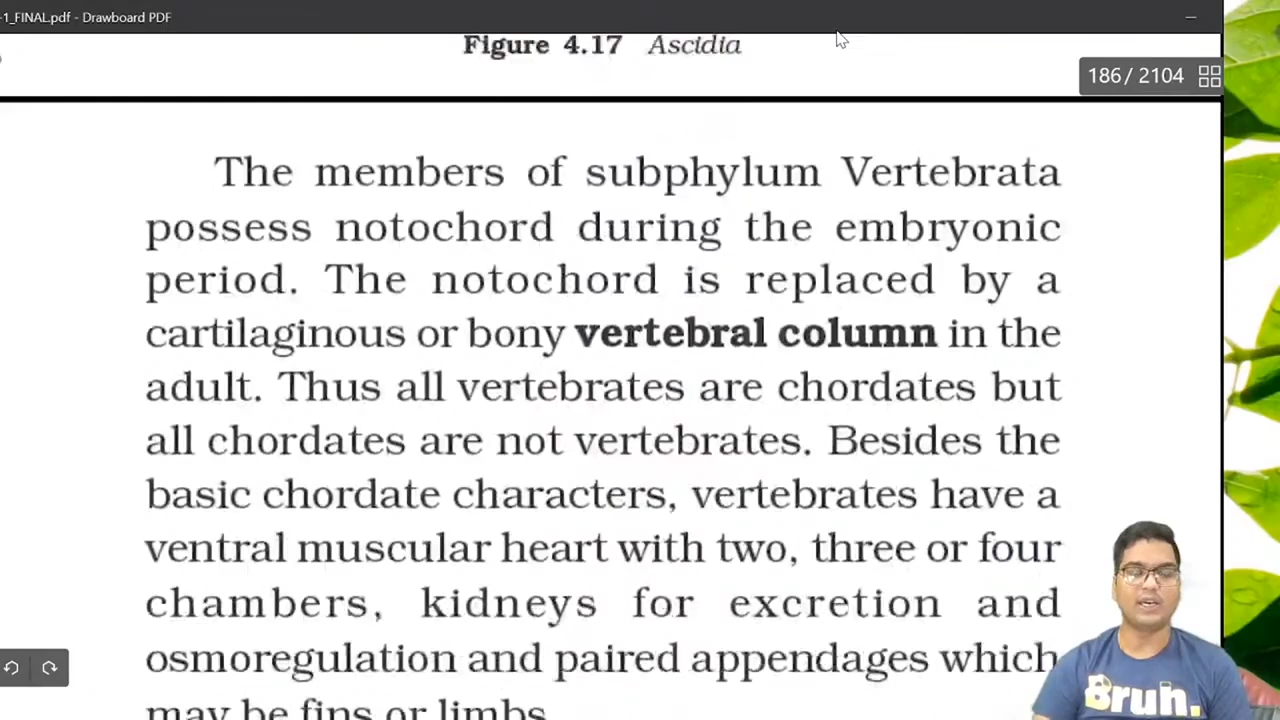 -1_FINAL.pdf - Drawboard PDF
Figure 4.17 Ascidia
186 / 2104
The members of subphylum Vertebrata
possess notochord during the embryonic
period. The notochord is replaced by a
cartilaginous or bony vertebral column in the
adult. Thus all vertebrates are chordates but
all chordates are not vertebrates. Besides the
basic chordate characters, vertebrates have a
ventral muscular heart with two, three or four
chambers, kidneys for excretion and
osmoregulation and paired appendages which
may be fins or limbs.
Bruh.